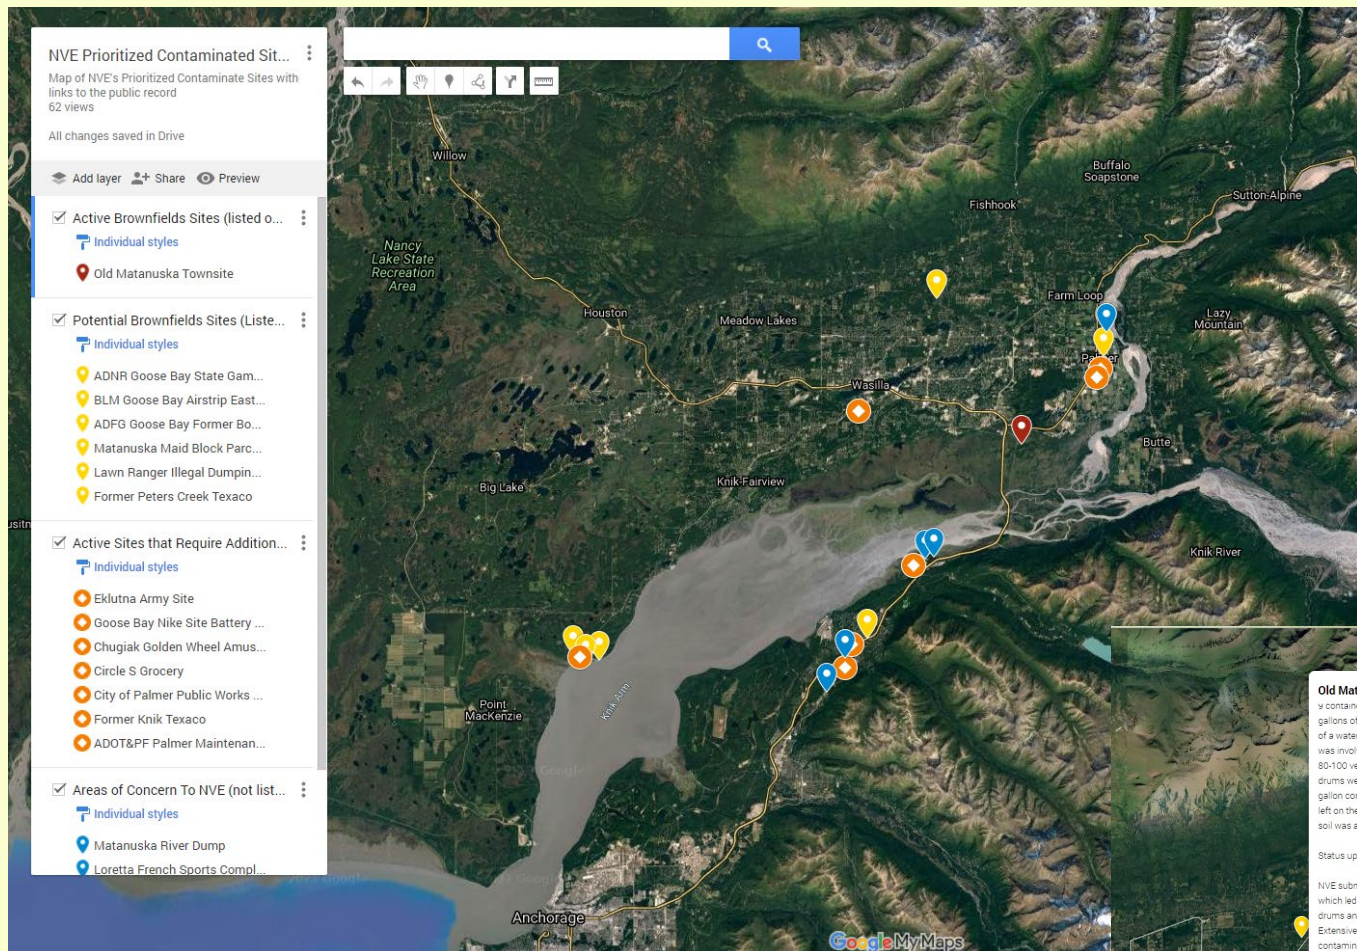 NVE Prioritized Contaminated Sit...
Map of NVE's Prioritized Contaminate Sites with
links to the public record
62 views
All changes saved in Drive
Add layer Share Preview
Active Brownfields Sites (listed o...
Individual styles
Old Matanuska Townsite
Potential Brownfields Sites (Liste...
Individual styles
ADNR Goose Bay State Gam...
BLM Goose Bay Airstrip East...
ADFG Goose Bay Former Bo...
Matanuska Maid Block Parc...
Lawn Ranger Illegal Dumpin...
Former Peters Creek Texaco
Active Sites that Require Addition...
Individual styles
Eklutna Army Site
Goose Bay Nike Site Battery ...
Chugiak Golden Wheel Amus...
Circle S Grocery
City of Palmer Public Works ...
Former Knik Texaco
ADOT&PF Palmer Maintenan...
Areas of Concern To NVE (not list...
Individual styles
Matanuska River Dump
Loretta French Sports Compl...
Willow
Buffalo
Soapstone
Sutton-Alpine
Fishhook
Nancy
Lake State
Recreation
Area
Farm Loop
Houston
Meadow Lakes
Lazy
Mountain
Palmer
Wasilla
Butte
Big Lake
Knik-Fairview
Knik River
Point
MacKenzie
Knik Arm
Anchorage
Google My Maps
Old Mat
y contain
gallons of
of a water
was invol
80-100 ve
drums we
gallon con
left on the
soil was a
Status up
NVE subn
which led
drums an
Extensive
contamin